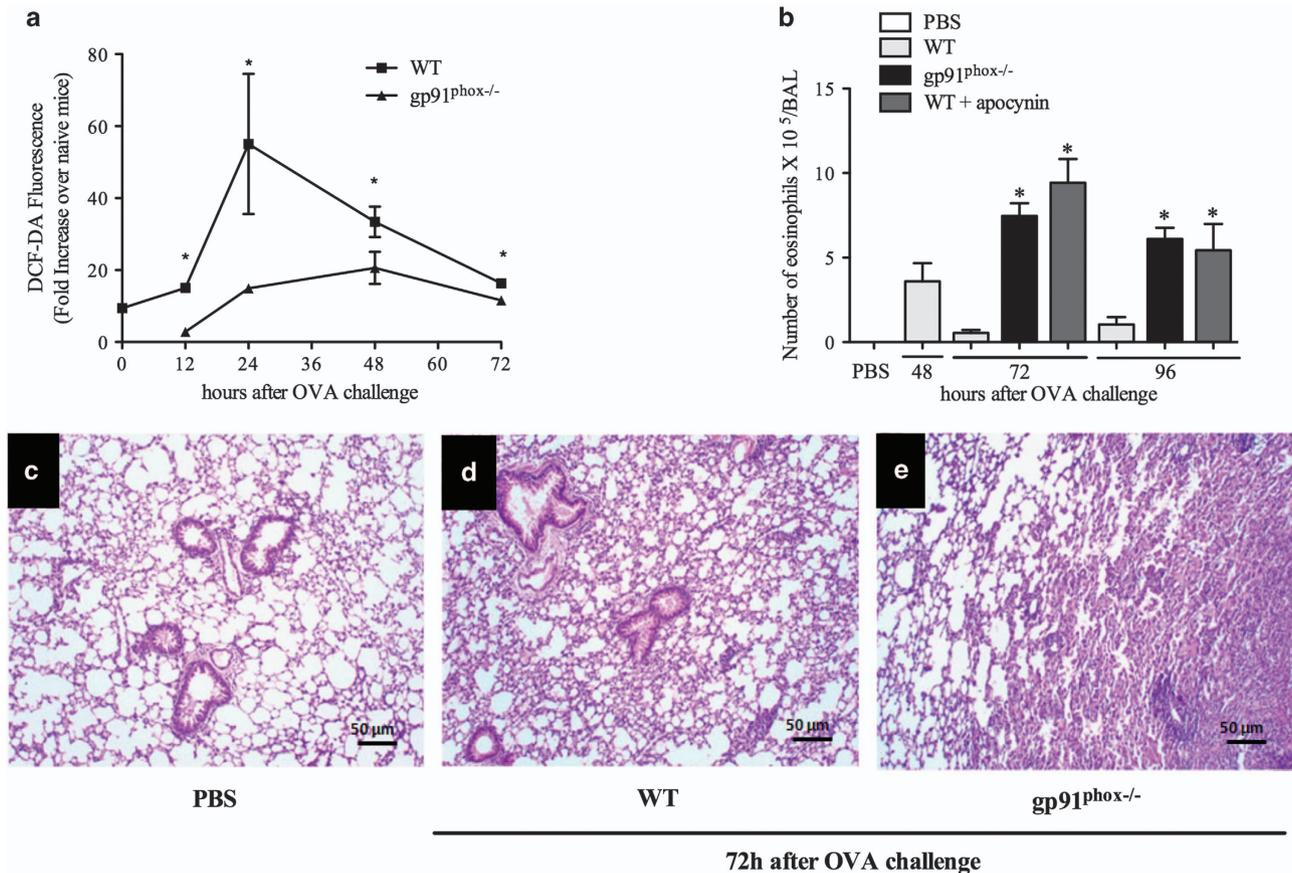 a
DCF-DA Fluorescence
(Fold Increase over naive mice)
80
60
40
20
0
*
*
*
*
WT
gp91phox-/-
0 12 24 36 48 60 72
hours after OVA challenge
b
PBS
WT
gp91phox-/-
WT + apocynin
Number of eosinophils X 10 5/BAL
15
10
5
0
*
*
*
*
PBS 48 72 96
hours after OVA challenge
c
50 μm
d
50 μm
e
50 μm
PBS
WT
gp91phox-/-
72h after OVA challenge